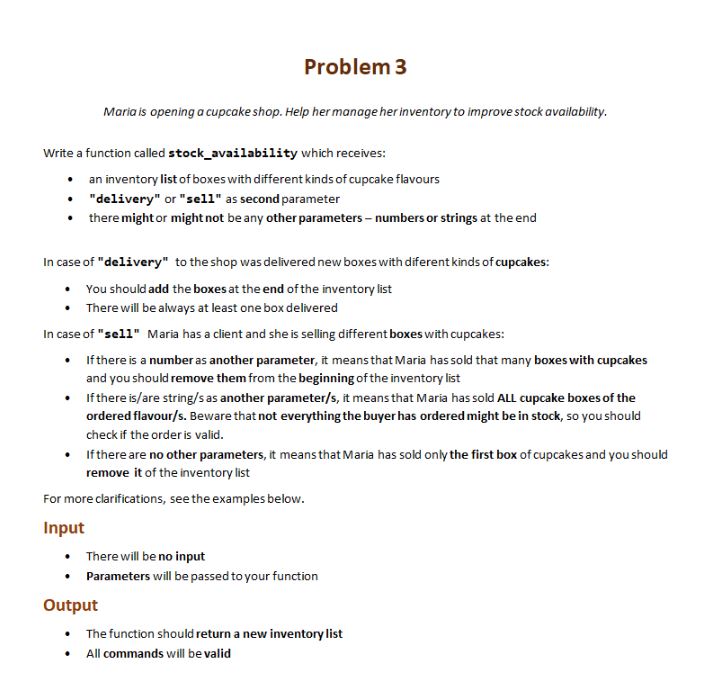 Problem 3
Maria is opening a cupcake shop. Help her manage her inventory to improve stock availability.
Write a function called stock_availability which receives:
• an inventory list of boxes with different kinds of cupcake flavours
• "delivery" or "sell" as second parameter
• there might or might not be any other parameters – numbers or strings at the end
In case of "delivery" to the shop was delivered new boxes with diferent kinds of cupcakes:
• You should add the boxes at the end of the inventory list
• There will be always at least one box delivered
In case of "sell" Maria has a client and she is selling different boxes with cupcakes:
• If there is a number as another parameter, it means that Maria has sold that many boxes with cupcakes
and you should remove them from the beginning of the inventory list
• If there is/are string/s as another parameter/s, it means that Maria has sold ALL cupcake boxes of the
ordered flavour/s. Beware that not everything the buyer has ordered might be in stock, so you should
check if the order is valid.
• If there are no other parameters, it means that Maria has sold only the first box of cupcakes and you should
remove it of the inventory list
For more clarifications, see the examples below.
Input
• There will be no input
• Parameters will be passed to your function
Output
• The function should return a new inventory list
• All commands will be valid